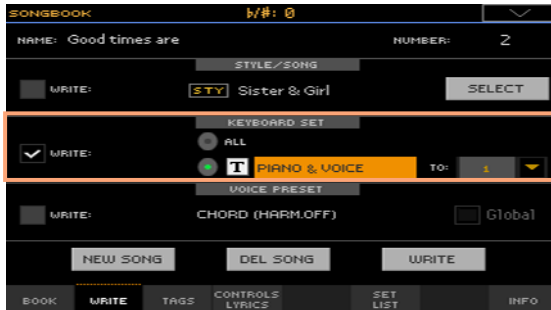 SONGBOOK b/#: 0
NAME: Good times are NUMBER: 2
STYLE/SONG
WRITE: STY Sister & Girl SELECT
KEYBOARD SET
ALL
WRITE:
T PIANO & VOICE TO: 1
VOICE PRESET
WRITE: CHORD (HARM.OFF) Global
NEW SONG DEL SONG WRITE
BOOK WRITE TAGS CONTROLS LYRICS SET LIST INFO